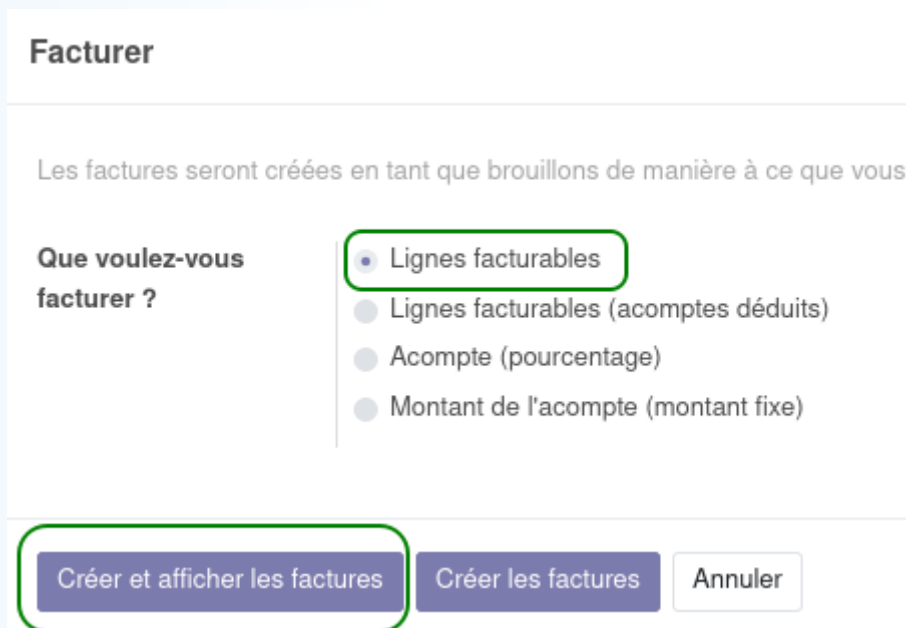 Facturer
Les factures seront créées en tant que brouillons de manière à ce que vous
Que voulez-vous
facturer ?
Lignes facturables
Lignes facturables (acomptes déduits)
Acompte (pourcentage)
Montant de l'acompte (montant fixe)
Créer et afficher les factures
Créer les factures
Annuler